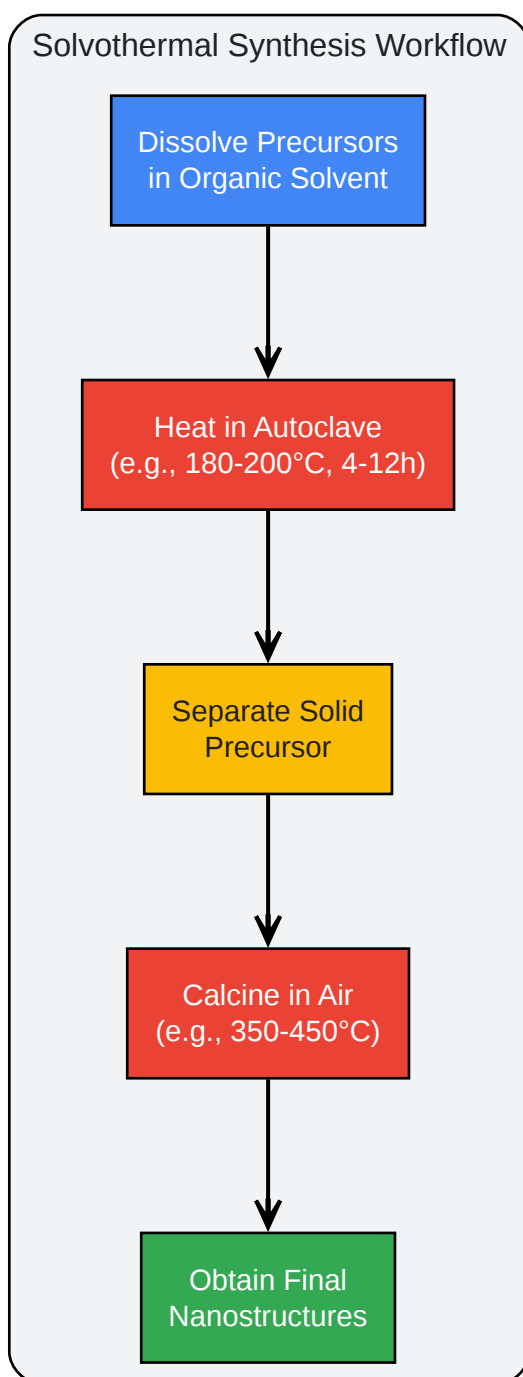 Solvothermal Synthesis Workflow
Dissolve Precursors
in Organic Solvent
Heat in Autoclave
(e.g., 180-200°C, 4-12h)
Separate Solid
Precursor
Calcine in Air
(e.g., 350-450°C)
Obtain Final
Nanostructures